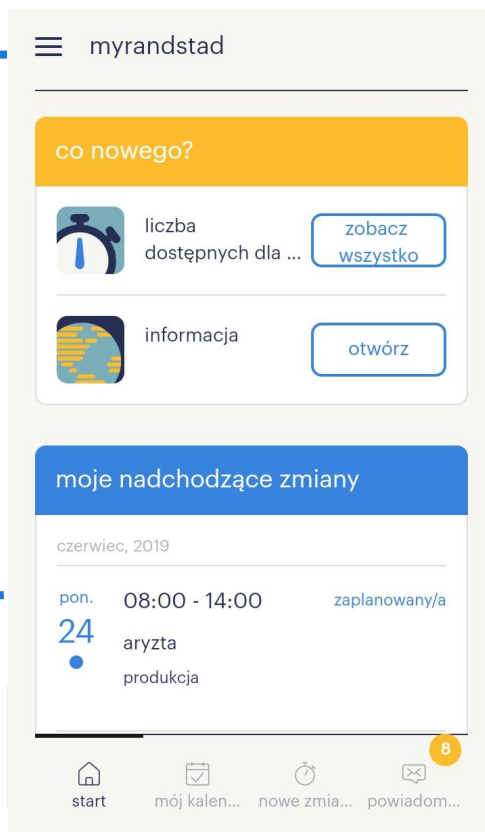 myrandstad
co nowego?
liczba
dostępnych dla ...
zobacz
wszystko
informacja
otwórz
moje nadchodzące zmiany
czerwiec, 2019
pon.
24
08:00 - 14:00
zaplanowany/a
aryzta
produkcja
8
start
mój kalen...
nowe zmia...
powiadom...